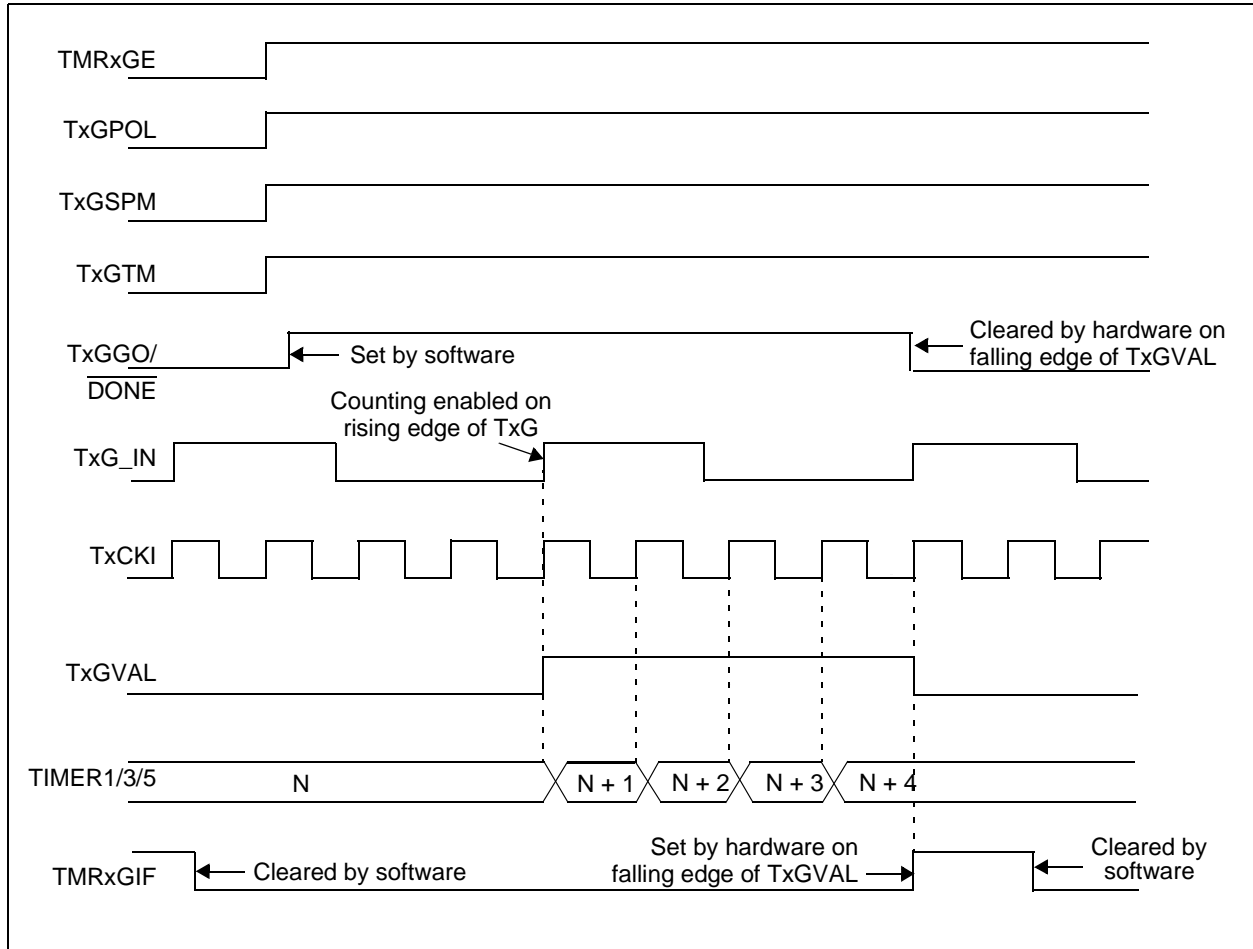 TMRxGE
TxGPOL
TxGSPM
TxGTM
TxGGO/
DONE
Set by software
Cleared by hardware on
falling edge of TxGVAL
Counting enabled on
rising edge of TxG
TxG_IN
TxCKI
TxGVAL
TIMER1/3/5
N
N + 1
N + 2
N + 3
N + 4
TMRxGIF
Cleared by software
Set by hardware on
falling edge of TxGVAL
Cleared by
software